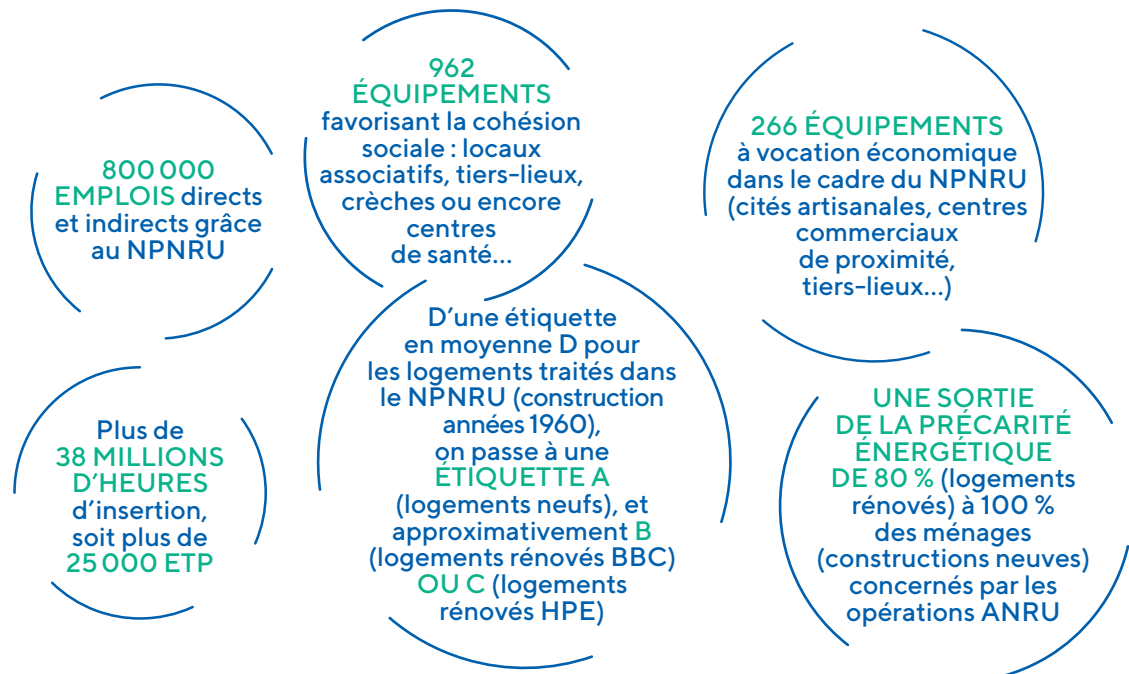 800 000
EMPLOIS directs
et indirects grâce
au NPNRU
962
ÉQUIPEMENTS
favorisant la cohésion
sociale : locaux
associatifs, tiers-lieux,
crèches ou encore
centres
de santé...
266 ÉQUIPEMENTS
à vocation économique
dans le cadre du NPNRU
(cités artisanales, centres
commerciaux
de proximité,
tiers-lieux...)
Plus de
38 MILLIONS
D'HEURES
d'insertion,
soit plus de
25 000 ETP
D'une étiquette
en moyenne D pour
les logements traités dans
le NPNRU (construction
années 1960),
on passe à une
ÉTIQUETTE A
(logements neufs), et
approximativement B
(logements rénovés BBC)
OU C (logements
rénovés HPE)
UNE SORTIE
DE LA PRÉCARITÉ
ÉNERGÉTIQUE
DE 80 % (logements
rénovés) à 100 %
des ménages
(constructions neuves)
concernés par les
opérations ANRU